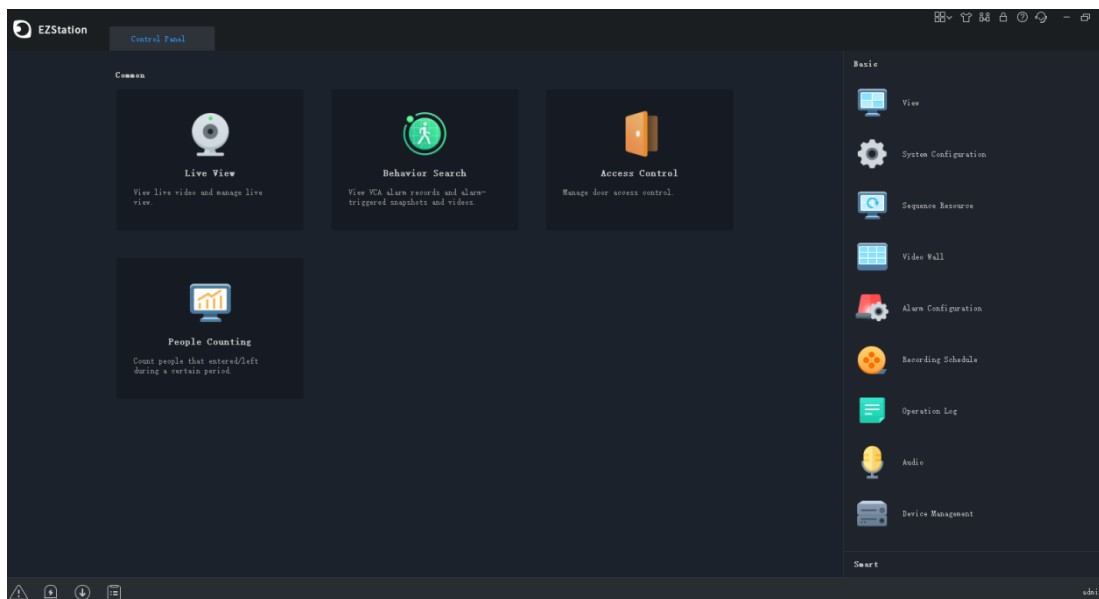 EZStation
Control Panel
Common
Live View
View live video and manage live
view.
Behavior Search
View VCA alarm records and alarm-
triggered snapshots and videos.
Access Control
Manage door access control.
People Counting
Count people that entered/left
during a certain period.
Basic
View
System Configuration
Sequence Resource
Video Wall
Alarm Configuration
Recording Schedule
Operation Log
Audio
Device Management
Smart
admi